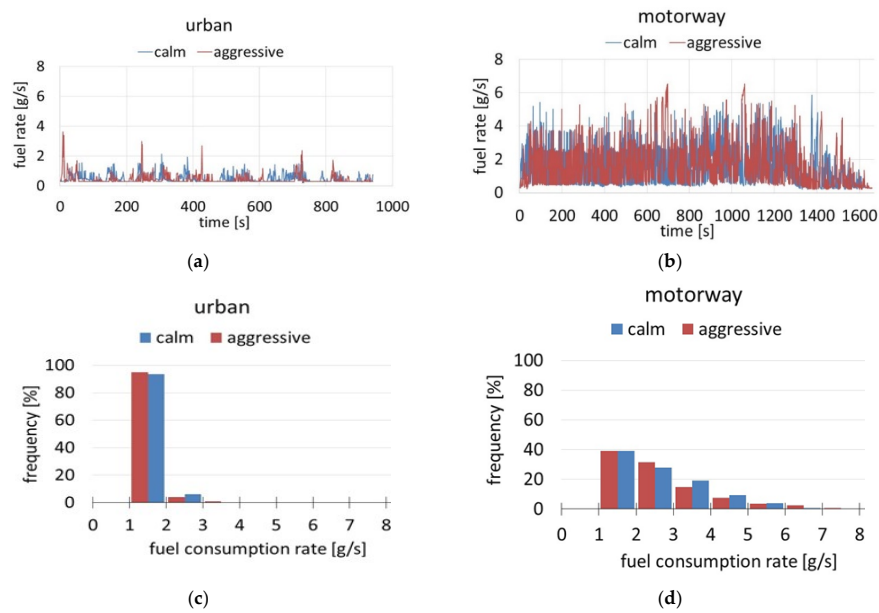 urban
calm aggressive
fuel rate [g/s]
8
6
4
2
0
0 200 400 600 800 1000
time [s]
(a)
motorway
calm aggressive
fuel rate [g/s]
8
6
4
2
0
0 200 400 600 800 1000 1200 1400 1600
time [s]
(b)
urban
calm aggressive
frequency [%]
100
80
60
40
20
0
0 1 2 3 4 5 6 7 8
fuel consumption rate [g/s]
(c)
motorway
calm aggressive
frequency [%]
100
80
60
40
20
0
0 1 2 3 4 5 6 7 8
fuel consumption rate [g/s]
(d)